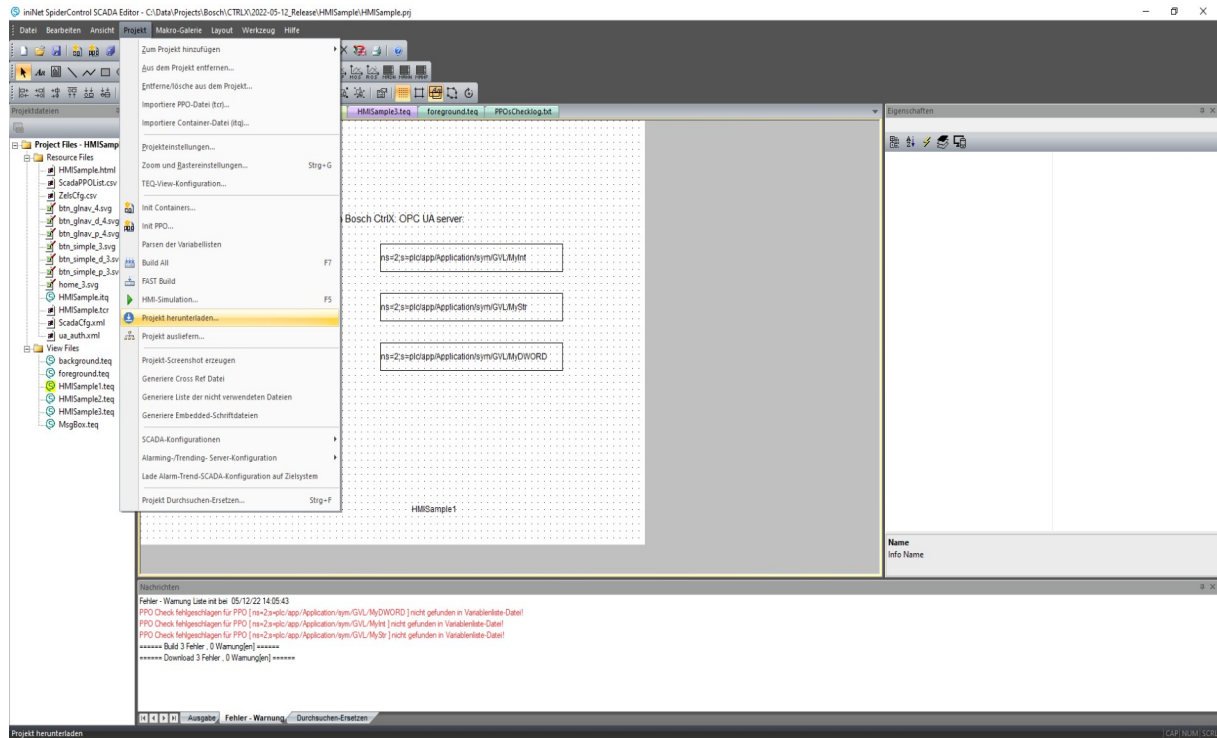 iniNet SpiderControl SCADA Editor - C:\Data\Projects\Bosch\CTRLX\2022-05-12_Release\HMISample\HMISample.prj
Datei Bearbeiten Ansicht Projekt Makro-Galerie Layout Werkzeug Hilfe
Zum Projekt hinzufügen
Aus dem Projekt entfernen...
Entferne/lösche aus dem Projekt...
Importiere PPO-Datei (tcr)...
Importiere Container-Datei (itq)...
Projekteinstellungen...
Zoom und Rastereinstellungen... Strg+G
TEQ-View-Konfiguration...
Init Containers...
Init PPO...
Parsen der Variabellisten
Build All F7
FAST Build
HMI-Simulation... F5
Projekt herunterladen...
Projekt ausliefern...
Projekt-Screenshot erzeugen
Generiere Cross Ref Datei
Generiere Liste der nicht verwendeten Dateien
Generiere Embedded-Schriftdateien
SCADA-Konfigurationen
Alarming-/Trending- Server-Konfiguration
Lade Alarm-Trend-SCADA-Konfiguration auf Zielsystem
Projekt Durchsuchen-Ersetzen... Strg+F
Projektdateien
Project Files - HMISamp
Resource Files
HMISample.html
ScadaPPOList.csv
ZelsCfg.csv
btn_glnav_4.svg
btn_glnav_d_4.svg
btn_glnav_p_4.svg
btn_simple_3.svg
btn_simple_d_3.sv
btn_simple_p_3.sv
home_3.svg
HMISample.itq
HMISample.tcr
ScadaCfg.xml
ua_auth.xml
View Files
background.teq
foreground.teq
HMISample1.teq
HMISample2.teq
HMISample3.teq
MsgBox.teq
HMISample3.teq foreground.teq PPOsChecklog.txt
Bosch CtrlX: OPC UA server:
ns=2;s=plc/app/Application/sym/GVL/MyInt
ns=2;s=plc/app/Application/sym/GVL/MyStr
ns=2;s=plc/app/Application/sym/GVL/MyDWORD
HMISample1
Eigenschaften
Name
Info Name
Nachrichten
Fehler - Warnung Liste init bei 05/12/22 14:05:43
PPO Check fehlgeschlagen für PPO [ ns=2;s=plc/app/Application/sym/GVL/MyDWORD ] nicht gefunden in Variablenliste-Datei!
PPO Check fehlgeschlagen für PPO [ ns=2;s=plc/app/Application/sym/GVL/MyInt ] nicht gefunden in Variablenliste-Datei!
PPO Check fehlgeschlagen für PPO [ ns=2;s=plc/app/Application/sym/GVL/MyStr ] nicht gefunden in Variablenliste-Datei!
====== Build 3 Fehler , 0 Warnung[en] ======
====== Download 3 Fehler , 0 Warnung[en] ======
Ausgabe Fehler - Warnung Durchsuchen-Ersetzen
Projekt herunterladen
CAP NUM SCRL